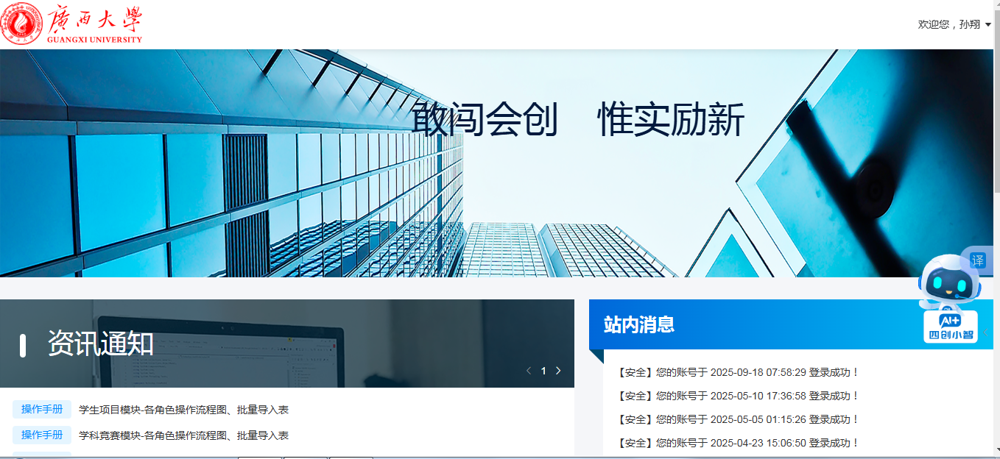 廣西大學
GUANGXI UNIVERSITY
欢迎您，孙翔
敢闯会创 惟实励新
译
AI+
四创小智
资讯通知
1
站内消息
操作手册 学生项目模块-各角色操作流程图、批量导入表
操作手册 学科竞赛模块-各角色操作流程图、批量导入表
【安全】您的账号于 2025-09-18 07:58:29 登录成功！
【安全】您的账号于 2025-05-10 17:36:58 登录成功！
【安全】您的账号于 2025-05-05 01:15:26 登录成功！
【安全】您的账号于 2025-04-23 15:06:50 登录成功！